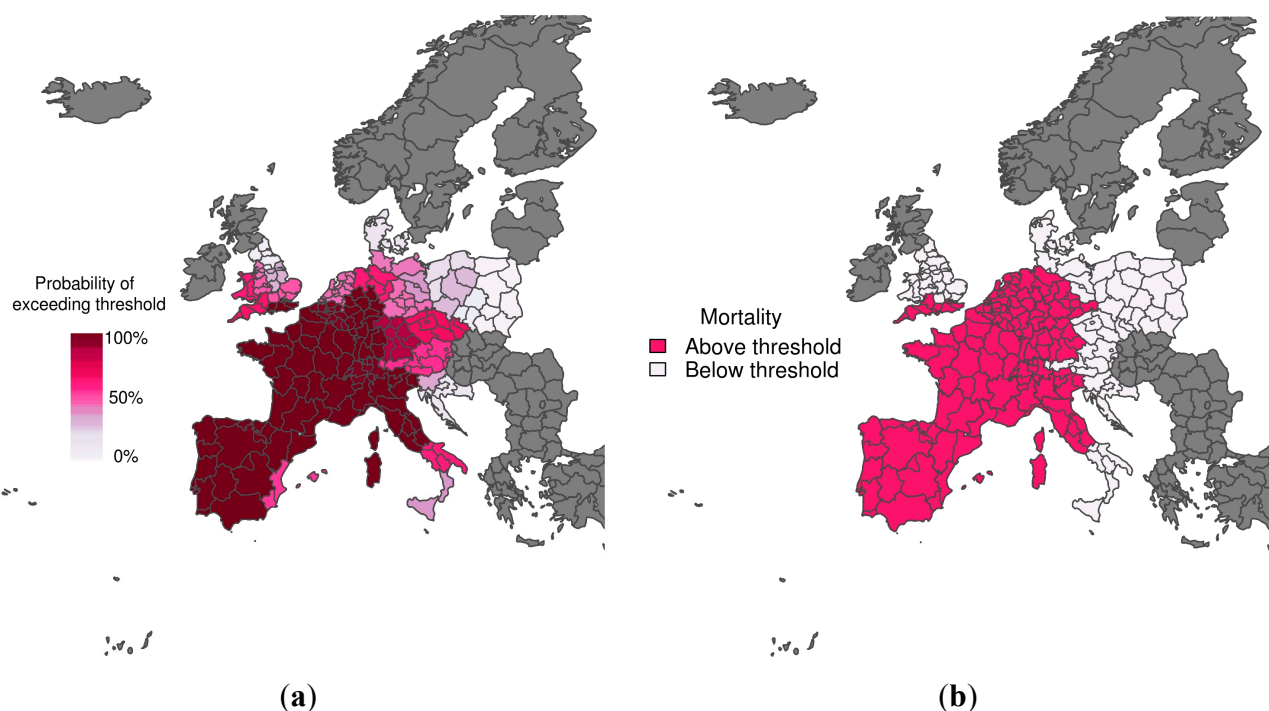 Probability of
exceeding threshold
100%
50%
0%
(a)
Mortality
Above threshold
Below threshold
(b)